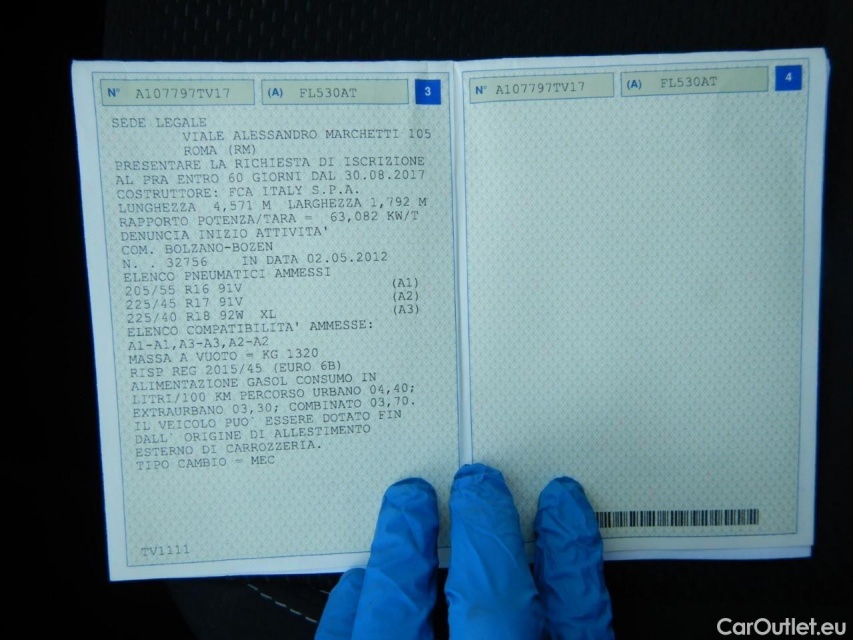 N° A107797TV17 (A) FL530AT 3
SEDE LEGALE
VIALE ALESSANDRO MARCHETTI 105
ROMA (RM)
PRESENTARE LA RICHIESTA DI ISCRIZIONE
AL PRA ENTRO 60 GIORNI DAL 30.08.2017
COSTRUTTORE: FCA ITALY S.P.A.
LUNGHEZZA 4,571 M LARGHEZZA 1,792 M
RAPPORTO POTENZA/TARA = 63,082 KW/T
DENUNCIA INIZIO ATTIVITA'
COM. BOLZANO-BOZEN
N. . 32756 IN DATA 02.05.2012
ELENCO PNEUMATICI AMMESSI
205/55 R16 91V (A1)
225/45 R17 91V (A2)
225/40 R18 92W XL (A3)
ELENCO COMPATIBILITA' AMMESSE:
A1-A1,A3-A3,A2-A2
MASSA A VUOTO = KG 1320
RISP REG 2015/45 (EURO 6B)
ALIMENTAZIONE GASOL CONSUMO IN
LITRI/100 KM PERCORSO URBANO 04,40;
EXTRAURBANO 03,30; COMBINATO 03,70.
IL VEICOLO PUO' ESSERE DOTATO FIN
DALL' ORIGINE DI ALLESTIMENTO
ESTERNO DI CARROZZERIA.
TIPO CAMBIO = MEC
TV1111
N° A107797TV17 (A) FL530AT 4
CarOutlet.eu